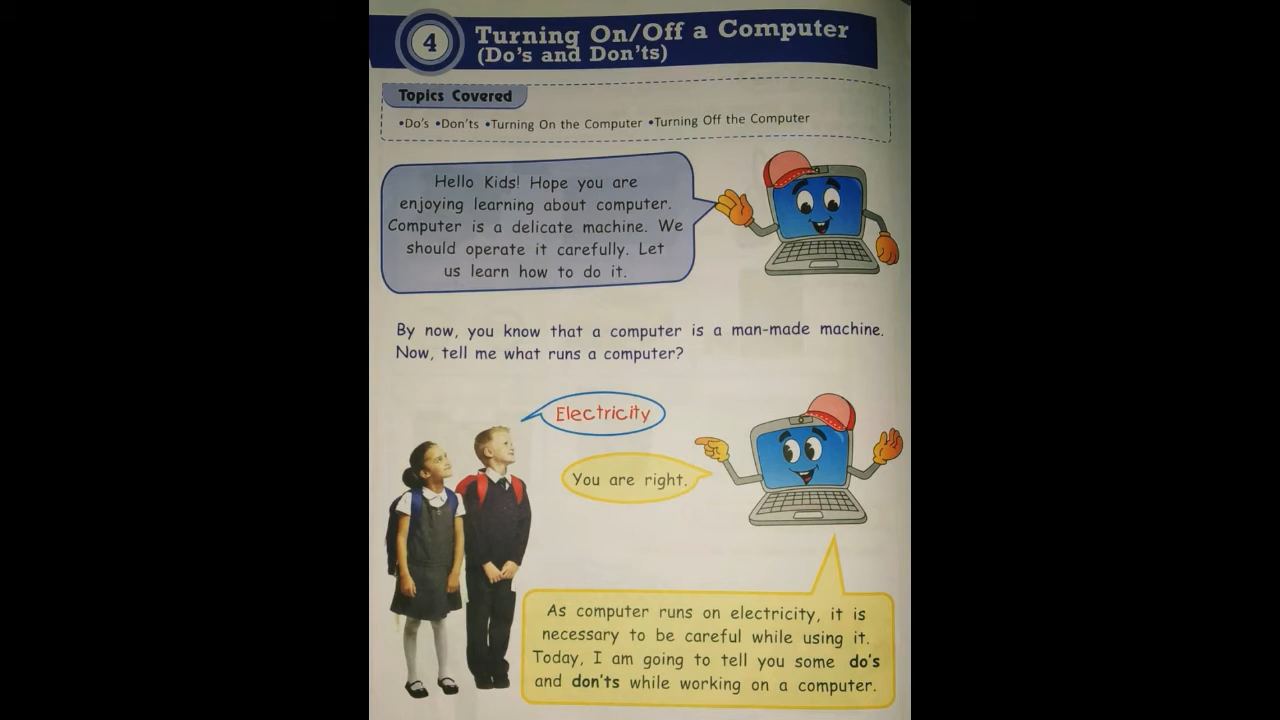 4
Turning On/Off a Computer
(Do's and Don'ts)
Topics Covered
•Do's •Don'ts •Turning On the Computer •Turning Off the Computer
Hello Kids! Hope you are
enjoying learning about computer.
Computer is a delicate machine. We
should operate it carefully. Let
us learn how to do it.
By now, you know that a computer is a man-made machine.
Now, tell me what runs a computer?
Electricity
You are right.
As computer runs on electricity, it is
necessary to be careful while using it.
Today, I am going to tell you some do's
and don'ts while working on a computer.